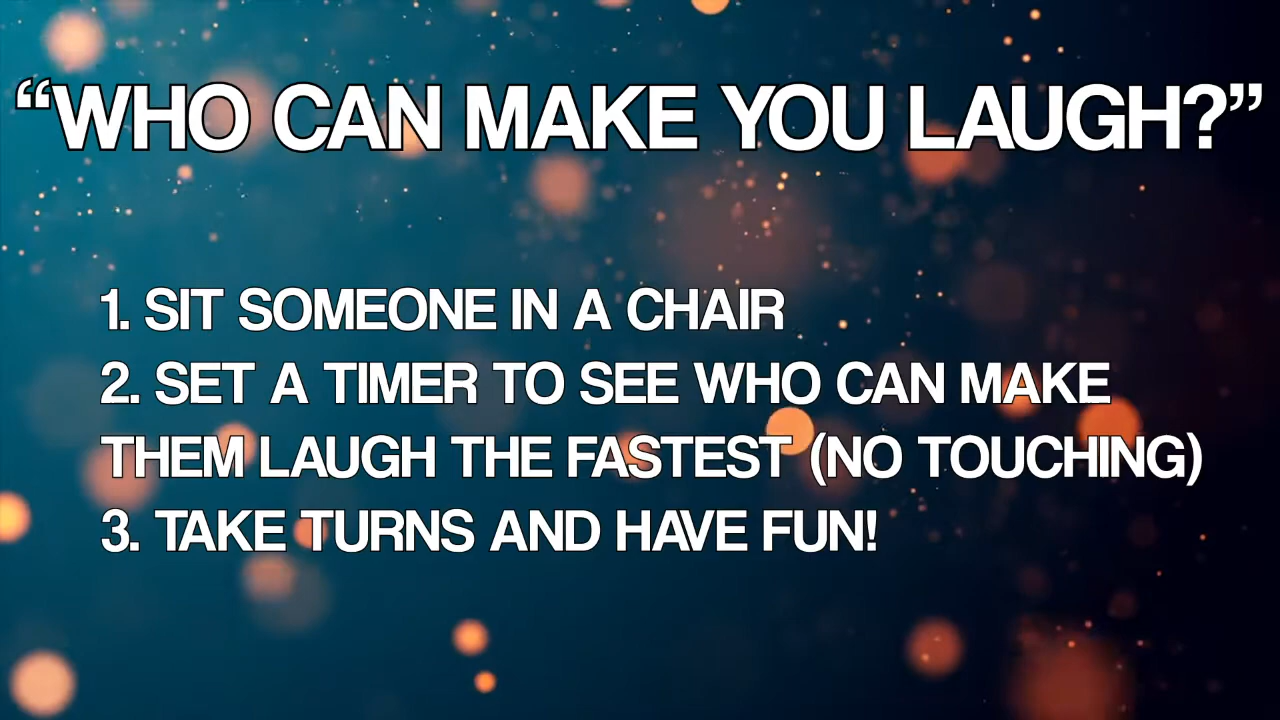 “WHO CAN MAKE YOU LAUGH?”
1. SIT SOMEONE IN A CHAIR
2. SET A TIMER TO SEE WHO CAN MAKE
THEM LAUGH THE FASTEST (NO TOUCHING)
3. TAKE TURNS AND HAVE FUN!